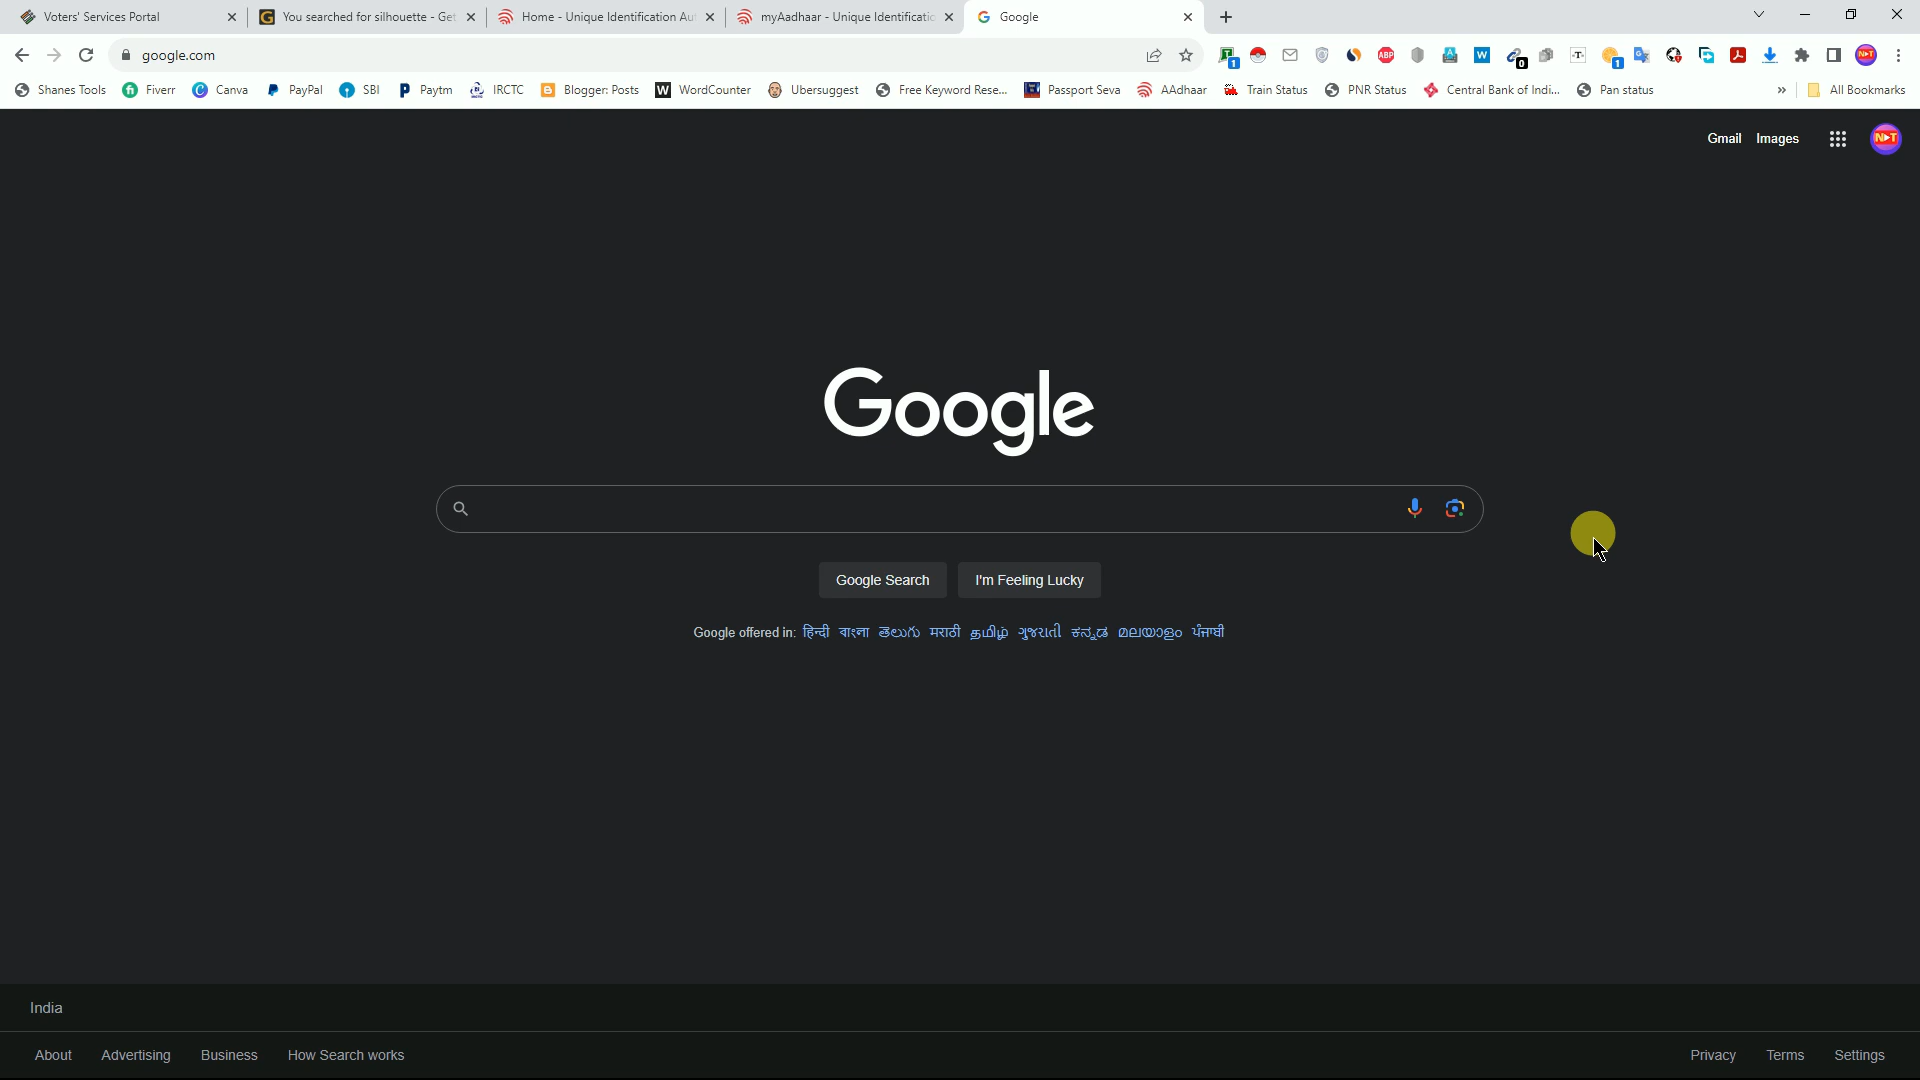 Voters' Services Portal
You searched for silhouette - Get
Home - Unique Identification Au
myAadhaar - Unique Identificatio
Google
google.com
Shanes Tools
Fiverr
Canva
PayPal
SBI
Paytm
IRCTC
Blogger: Posts
WordCounter
Ubersuggest
Free Keyword Rese...
Passport Seva
AAdhaar
Train Status
PNR Status
Central Bank of Indi...
Pan status
» All Bookmarks
Gmail Images
Google
Google Search I'm Feeling Lucky
Google offered in: हिन्दी বাংলা తెలుగు मराठी தமிழ் ગુજરાતી ಕನ್ನಡ മലയാളം ਪੰਜਾਬੀ
India
About Advertising Business How Search works
Privacy Terms Settings